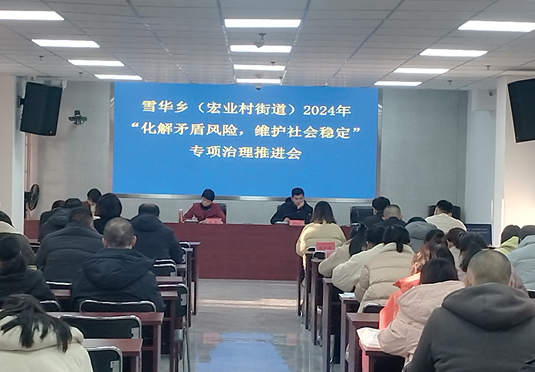 雪华乡（宏业村街道）2024年
“化解矛盾风险，维护社会稳定”
专项治理推进会